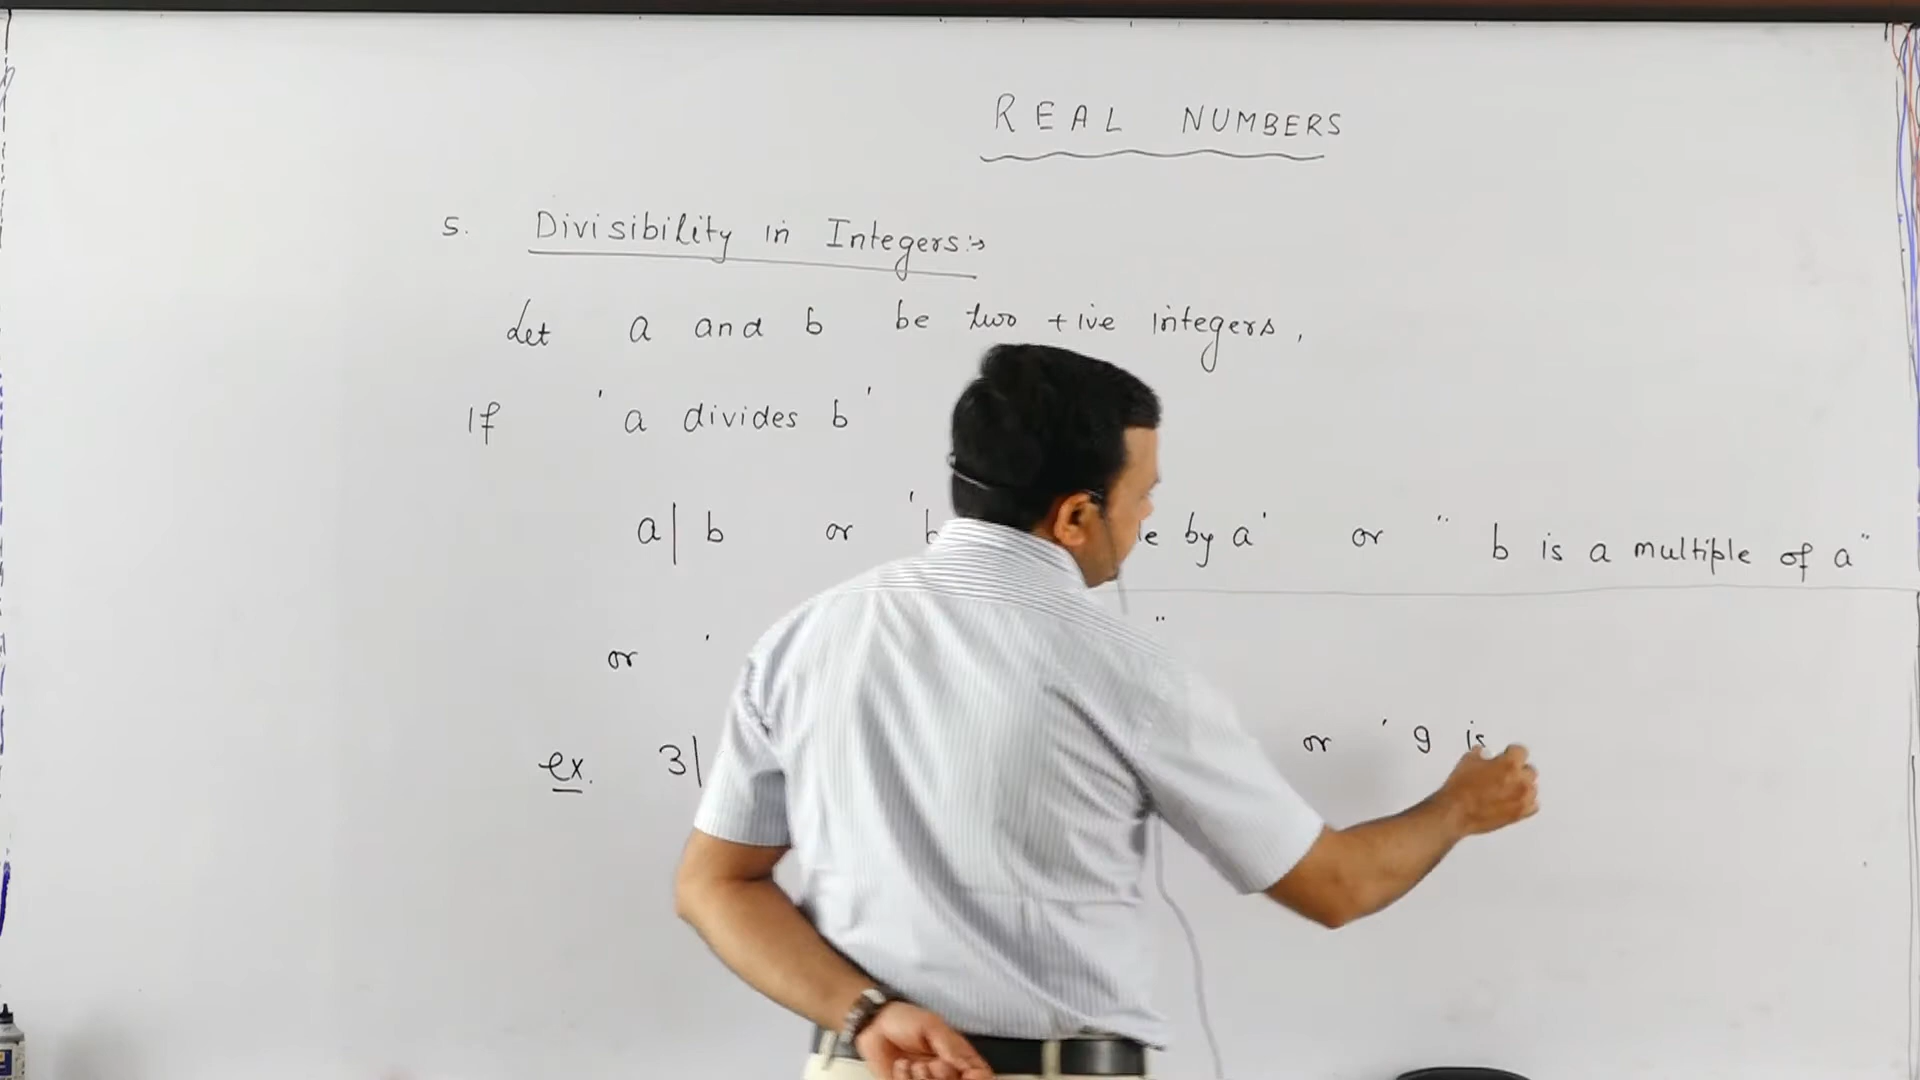 REAL NUMBERS
5. Divisibility in Integers:→
Let a and b be two +ive integers,
If 'a divides b'
a| b or 'b by a' or " b is a multiple of a"
or ' "
ex. 3| or ' 9 is